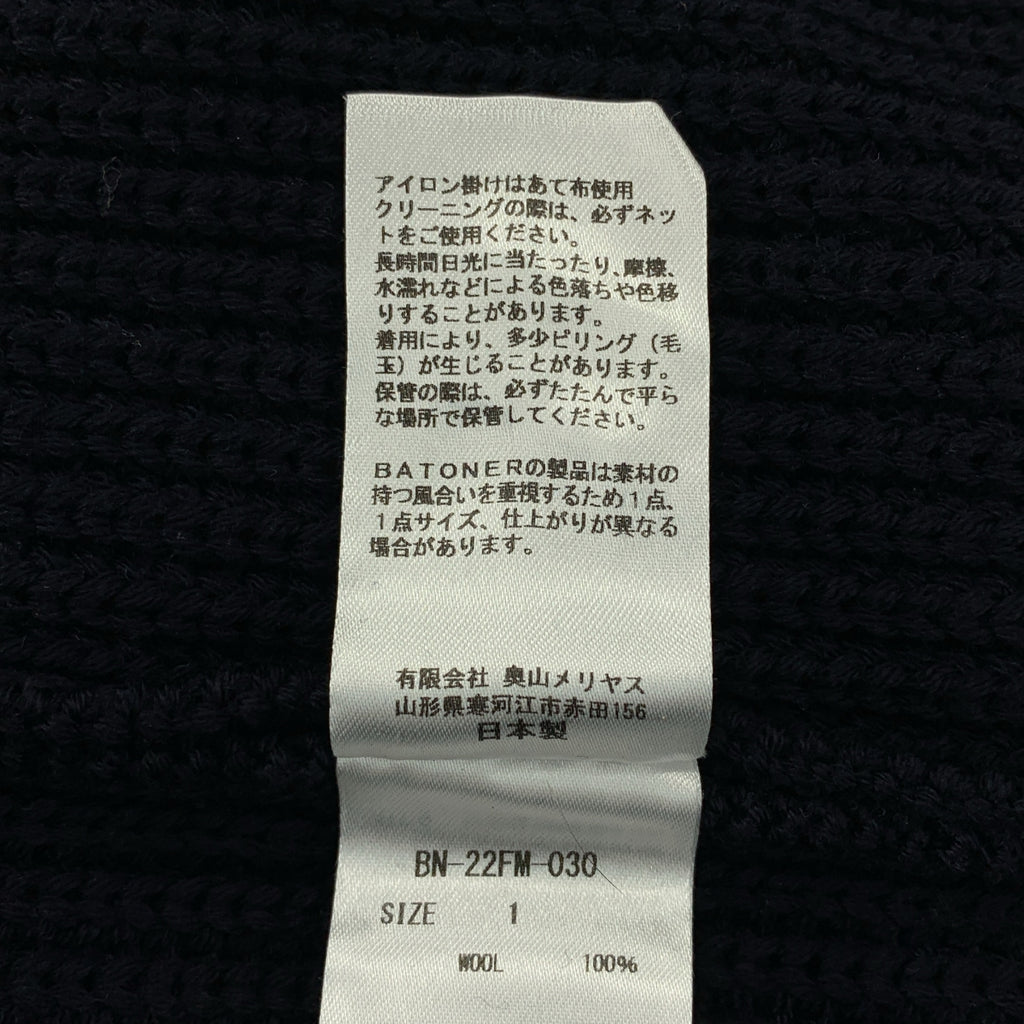 アイロン掛けはあて布使用
クリーニングの際は、必ずネッ
トをご使用ください。
長時間日光に当たったり、摩擦、
水濡れなどによる色落ちや色移
りすることがあります。
着用により、多少ピリング（毛
玉）が生じることがあります。
保管の際は、必ずたたんで平ら
な場所で保管してください。
BATONERの製品は素材の
持つ風合いを重視するため1点、
1点サイズ、仕上がりが異なる
場合があります。
有限会社 奥山メリヤス
山形県寒河江市赤田156
日本製
BN-22FM-030
SIZE 1
WOOL 100%